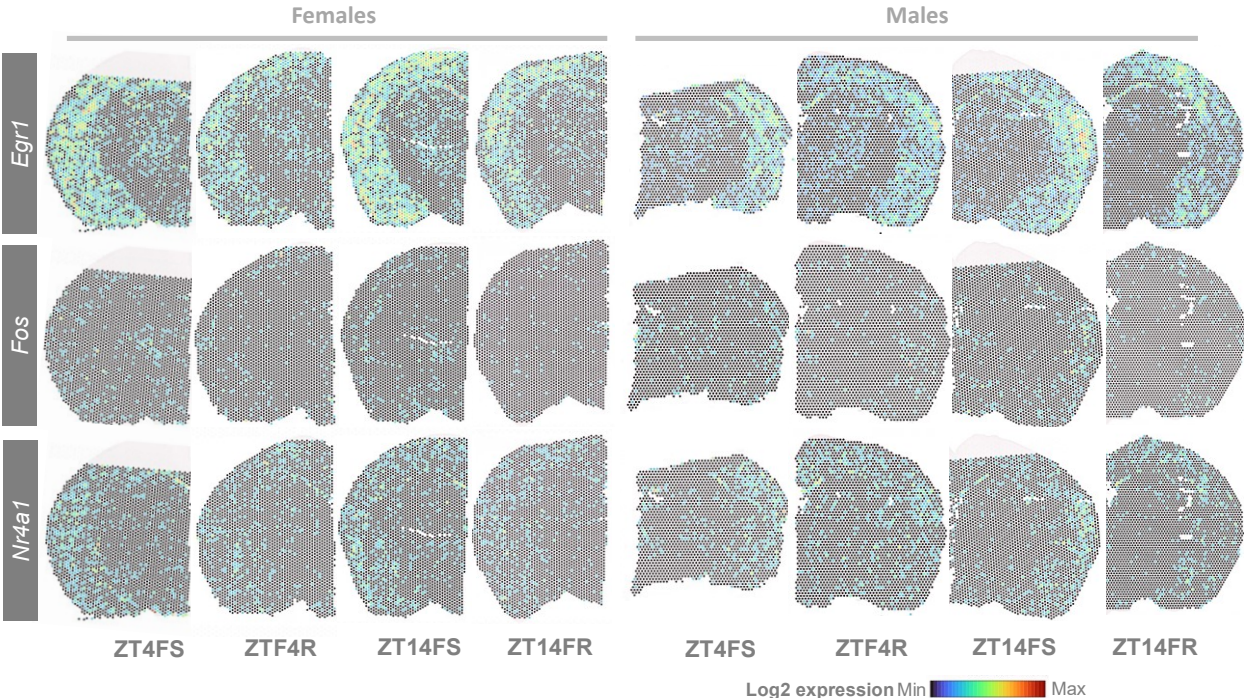 Females Males
Egr1
Fos
Nr4a1
ZT4FS ZTF4R ZT14FS ZT14FR ZT4FS ZTF4R ZT14FS ZT14FR
Log2 expression Min Max